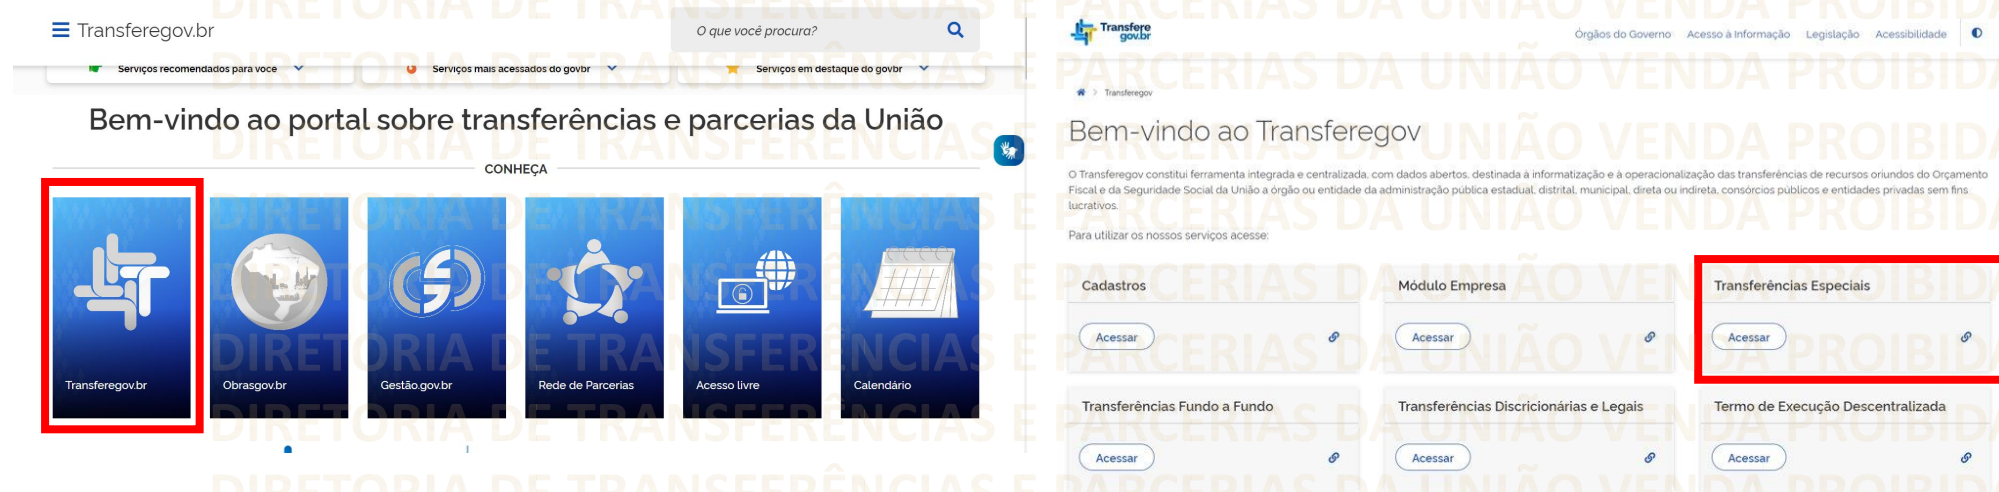 Transferegov.br
O que você procura?
Serviços recomendados para você
Serviços mais acessados do govbr
Serviços em destaque do govbr
Bem-vindo ao portal sobre transferências e parcerias da União
CONHEÇA
Transferegov.br
Obrasgov.br
Gestão.gov.br
Rede de Parcerias
Acesso livre
Calendário
Transfere
gov.br
Órgãos do Governo
Acesso à Informação
Legislação
Acessibilidade
Transferegov
Bem-vindo ao Transferegov
O Transferegov constitui ferramenta integrada e centralizada, com dados abertos, destinada à informatização e à operacionalização das transferências de recursos oriundos do Orçamento
Fiscal e da Seguridade Social da União a órgão ou entidade da administração pública estadual, distrital, municipal, direta ou indireta, consórcios públicos e entidades privadas sem fins
lucrativos.
Para utilizar os nossos serviços acesse:
Cadastros
Acessar
Módulo Empresa
Acessar
Transferências Especiais
Acessar
Transferências Fundo a Fundo
Acessar
Transferências Discricionárias e Legais
Acessar
Termo de Execução Descentralizada
Acessar
DIRETORIA DE TRANSFERÊNCIAS E PARCERIAS DA UNIÃO VENDA PROIBIDA